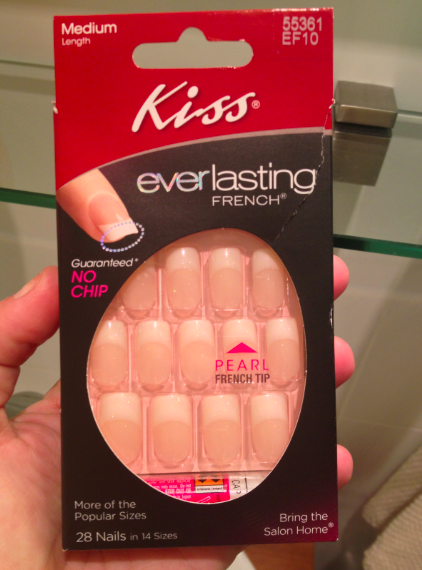 Medium
Length
55361
EF10
Kiss®
everlasting
FRENCH®
Guaranteed*
NO
CHIP
PEARL
FRENCH TIP
More of the
Popular Sizes
28 Nails in 14 Sizes
Bring the
Salon Home®